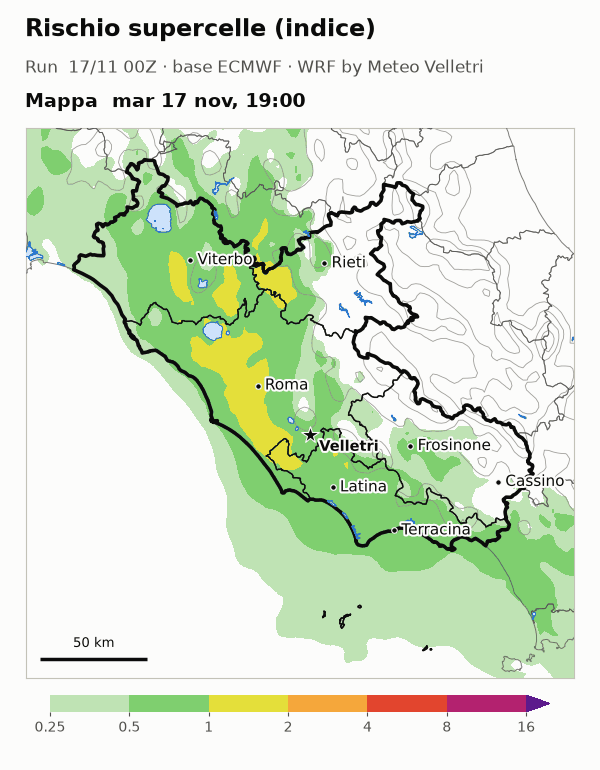 Rischio supercelle (indice)
Run  17/11 00Z · base ECMWF · WRF by Meteo Velletri
Mappa  mar 17 nov, 19:00
Viterbo
Rieti
Roma
Velletri
Frosinone
Cassino
Latina
Terracina
50 km
0.25 0.5 1 2 4 8 16